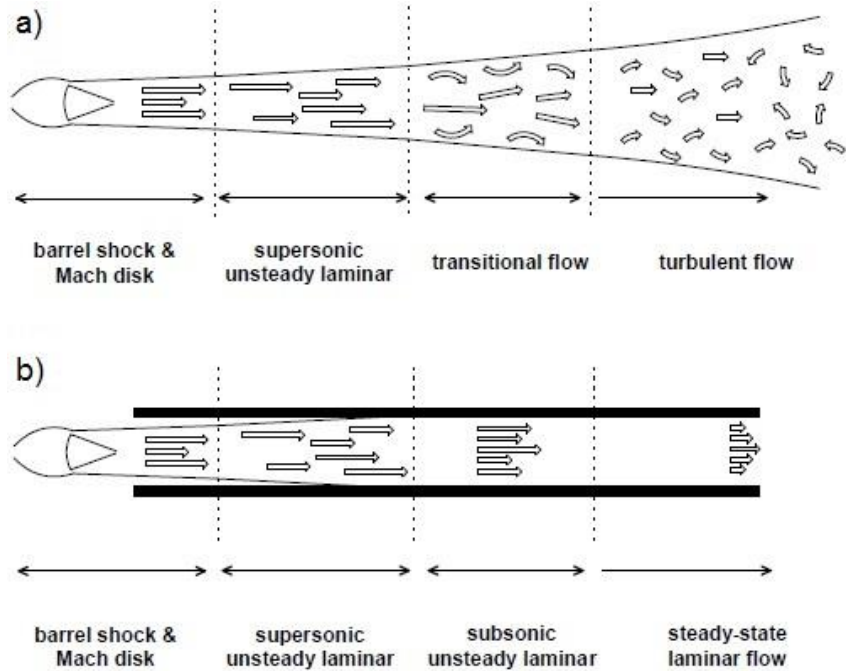 a)
barrel shock &
Mach disk
supersonic
unsteady laminar
transitional flow
turbulent flow
b)
barrel shock &
Mach disk
supersonic
unsteady laminar
subsonic
unsteady laminar
steady-state
laminar flow